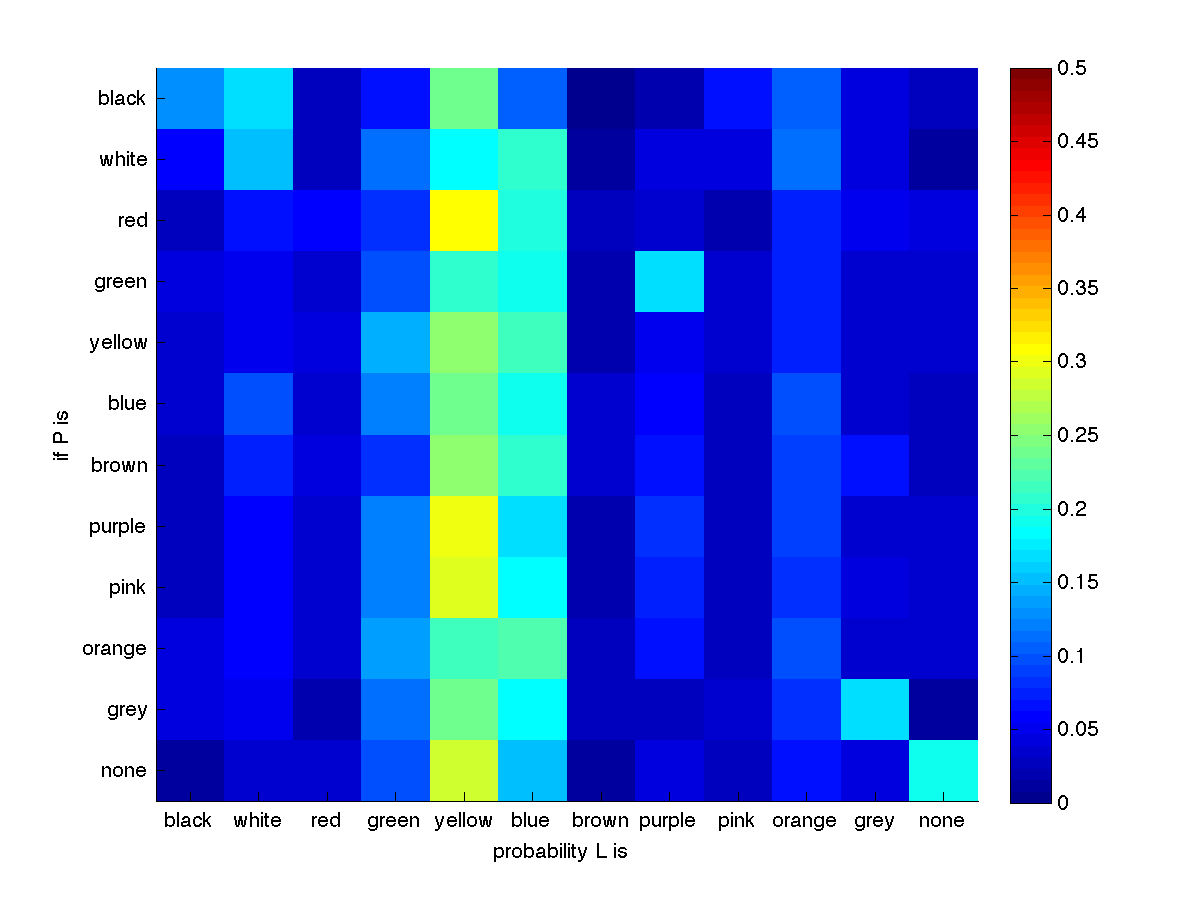 black
white
red
green
yellow
blue
brown
purple
pink
orange
grey
none
if P is
black white red green yellow blue brown purple pink orange grey none
probability L is
0.5
0.45
0.4
0.35
0.3
0.25
0.2
0.15
0.1
0.05
0